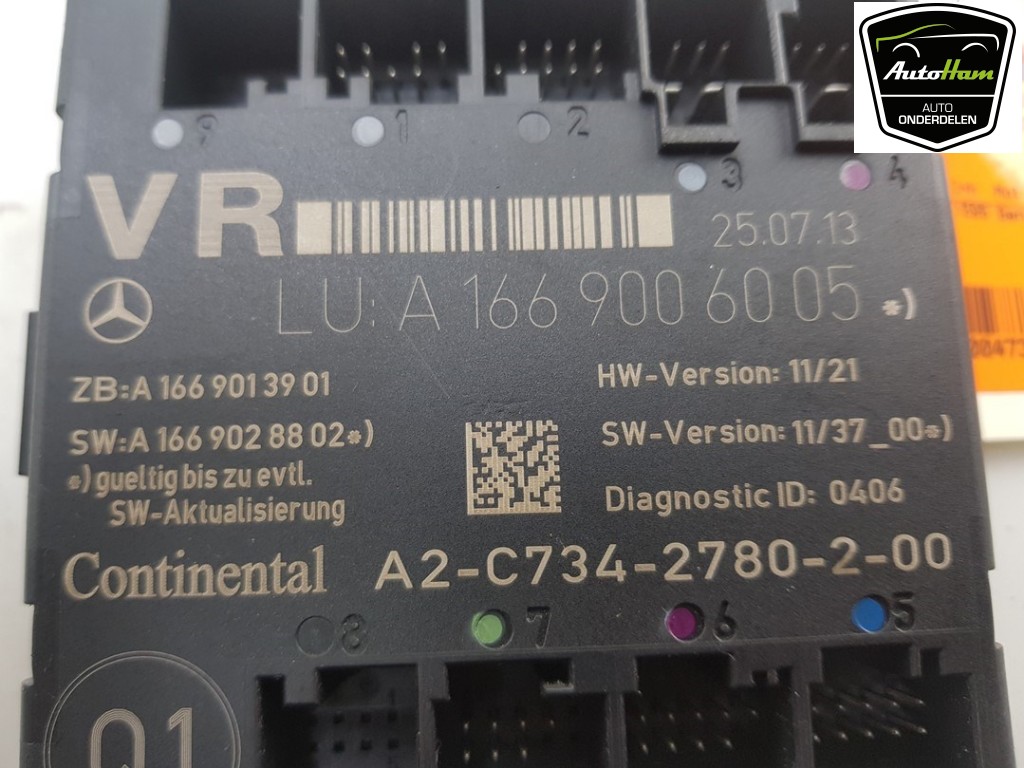 AutoHam
AUTO
ONDERDELEN
9 1 2
3 4
VR
25.07.13
LU: A 166 900 60 05 *)
ZB:A 166 901 39 01
HW-Version: 11/21
SW:A 166 902 88 02*)
SW-Version: 11/37_00*)
*) gueltig bis zu evtl.
SW-Aktualisierung
Diagnostic ID: 0406
Continental A2-C734-2780-2-00
8 7 6 5
Q1